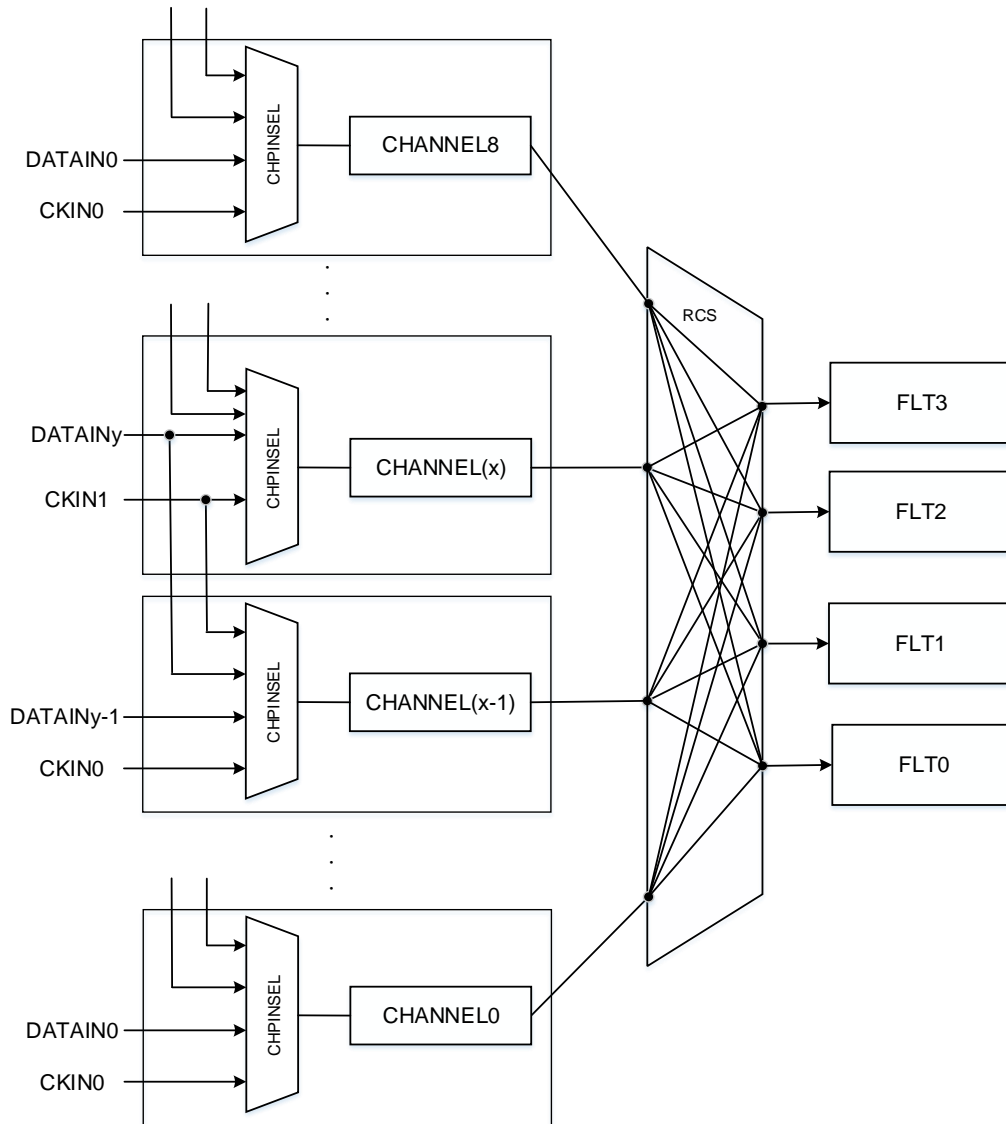 CHPINSEL
CHANNEL8
DATAIN0
CKIN0
.
.
.
RCS
CHPINSEL
DATAINy
CHANNEL(x)
CKIN1
FLT3
FLT2
CHPINSEL
CHANNEL(x-1)
DATAINy-1
CKIN0
FLT1
FLT0
.
.
.
CHPINSEL
CHANNEL0
DATAIN0
CKIN0